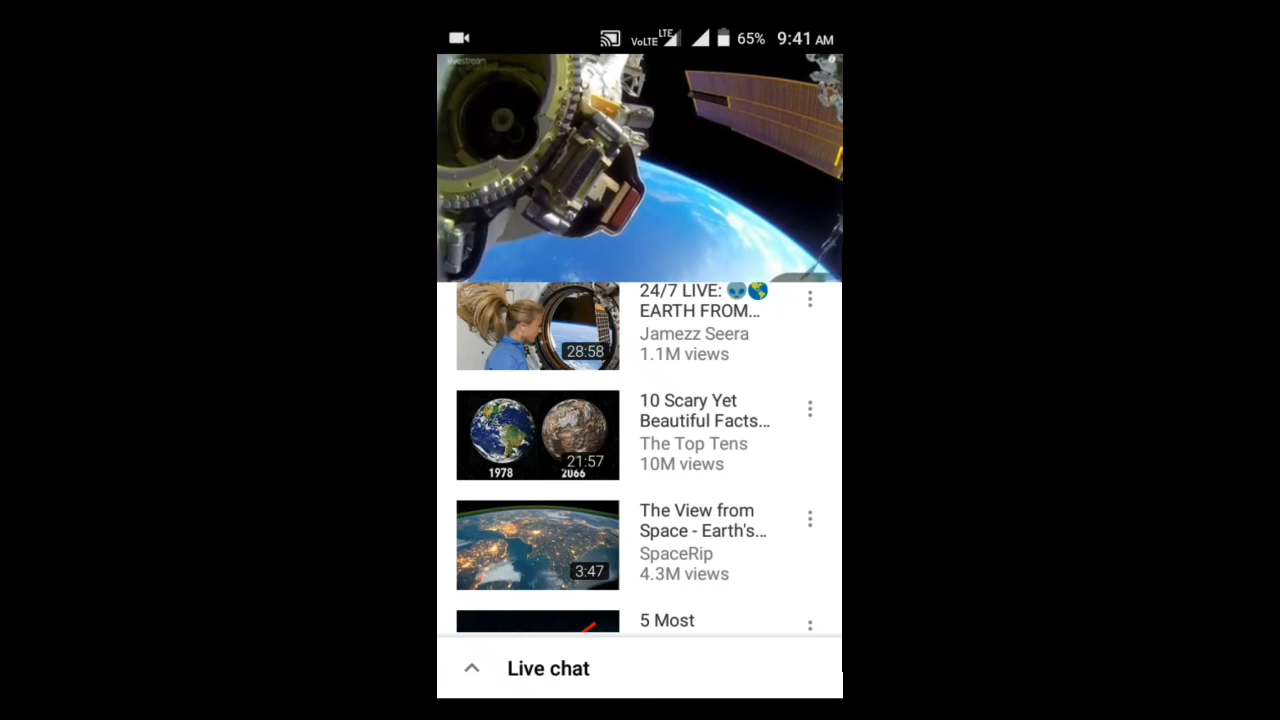 VoLTE LTE 65% 9:41 AM
livestream
24/7 LIVE: 👽🌎
EARTH FROM...
Jamezz Seera
1.1M views
28:58
10 Scary Yet
Beautiful Facts...
The Top Tens
10M views
21:57
1978 2066
The View from
Space - Earth's...
SpaceRip
4.3M views
3:47
5 Most
Live chat